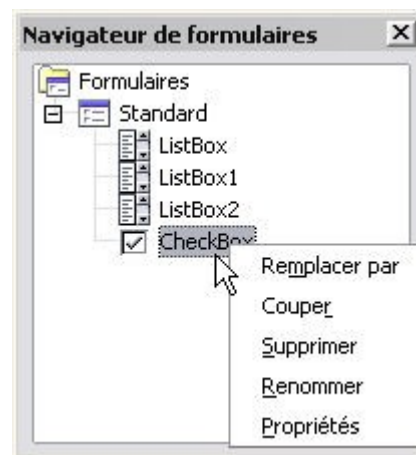 Navigateur de formulaires
Formulaires
Standard
ListBox
ListBox1
ListBox2
CheckBox
Remplacer par
Couper
Supprimer
Renommer
Propriétés